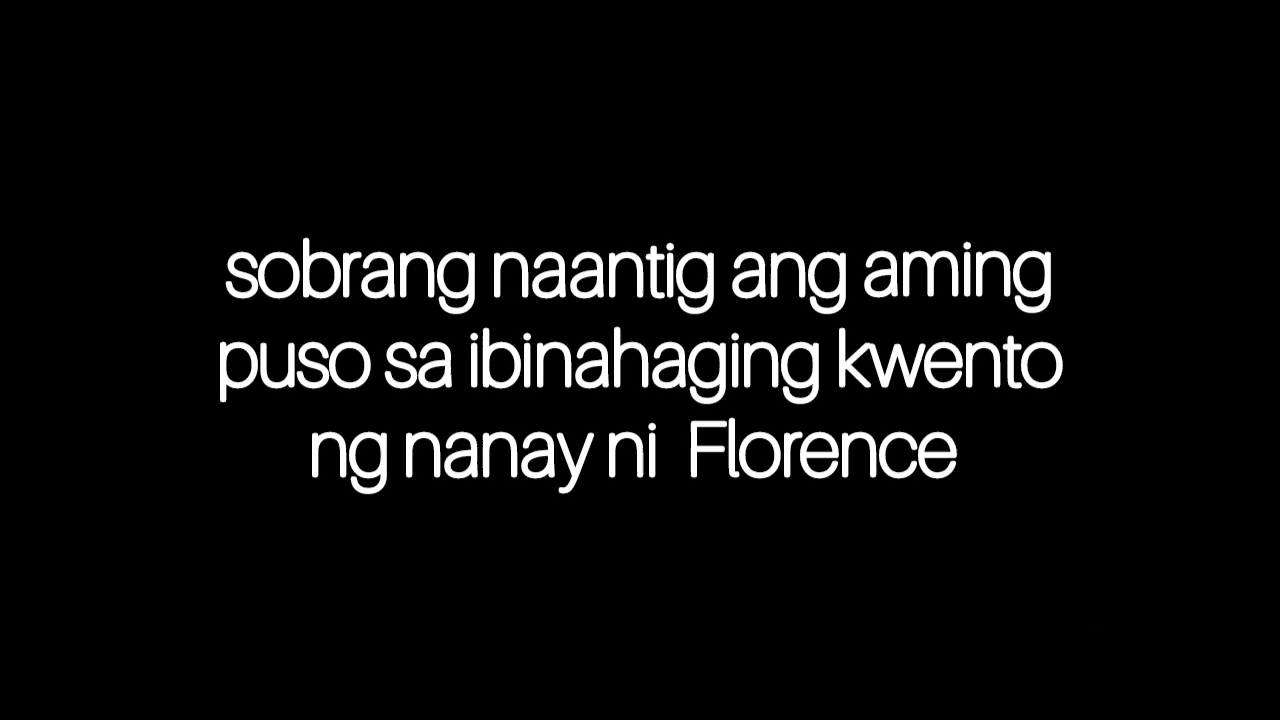 sobrang naantig ang aming
puso sa ibinahaging kwento
ng nanay ni Florence